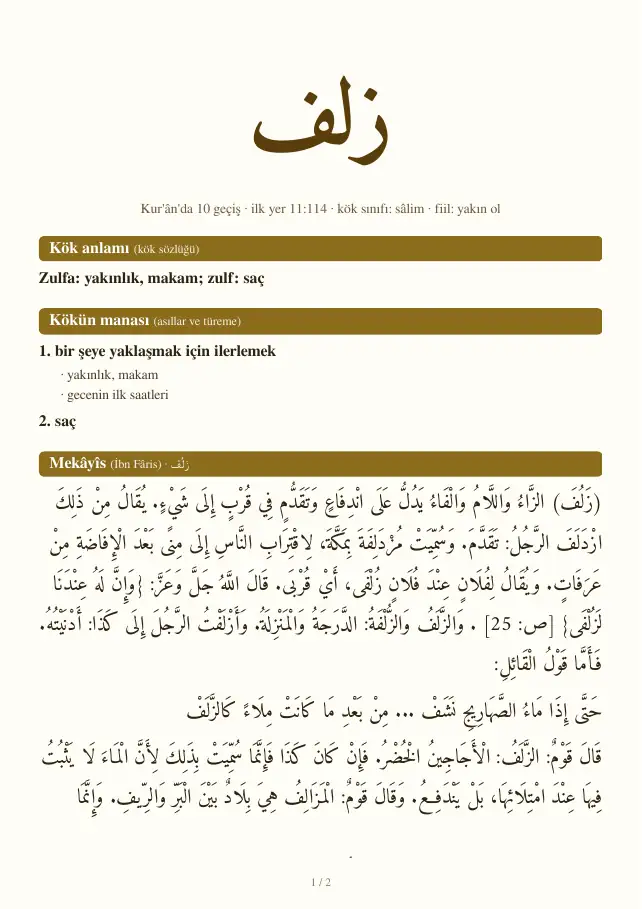 زلف
Kur'ân'da 10 geçiş · ilk yer 11:114 · kök sınıfı: sâlim · fiil: yakın ol
Kök anlamı (kök sözlüğü)
Zulfa: yakınlık, makam; zulf: saç
Kökün manası (asıllar ve türeme)
1. bir şeye yaklaşmak için ilerlemek
· yakınlık, makam
· gecenin ilk saatleri
2. saç
Mekâyîs (İbn Fâris) · زَلَُفَ
(زَلَُفَ) الزَّاءُ وَاللَّامُ وَالْفَاءُ يَدُلُّ عَلَى انْدِفَاعٍ وَتَقَدُّمٍ فِي قُرْبٍ إِلَى شَيْءٍ. يُقَالُ مِنْ ذَلِكَ
ازْدَلَفَ الرَّجُلُ: تَقَدَّمَ. وَسُمِّيَتْ مُزْدَلِفَةَ بِمَكَّةَ، لِاقْتِرَابِ النَّاسِ إِلَى مِنًى بَعْدَ الْإِفَاضَةِ مِنْ
عَرَفَاتٍ. وَيُقَالُ لِفُلَانٍ عِنْدَ فُلَانٍ زُلْفَى، أَيْ قُرْبَى. قَالَ اللَّهُ جَلَّ وَعَزَّ: {وَإِنَّ لَهُ عِنْدَنَا
لَزُلْفَى} [ص: 25] . وَالزَّلَفُ وَالزُّلْفَةُ: الدَّرَجَةُ وَالْمَنْزِلَةُ. وَأَزْلَفْتُ الرَّجُلَ إِلَى كَذَا: أَدْنَيْتُهُ.
فَأَمَّا قَوْلُ الْقَائِلِ:
حَتَّى إِذَا مَاءُ الصَّهَارِيجِ نَشَفْ ... مِنْ بَعْدِ مَا كَانَتْ مِلَاءً كَالزَّلَفْ
قَالَ قَوْمٌ: الزَّلَفُ: الْأَجَاجِينُ الْخُضْرُ. فَإِنْ كَانَ كَذَا فَإِنَّمَا سُمِّيَتْ بِذَلِكَ لِأَنَّ الْمَاءَ لَا يَثْبُتُ
فِيهَا عِنْدَ امْتِلَائِهَا، بَلْ يَنْدَفِعُ. وَقَالَ قَوْمٌ: الْمَزَالِفُ هِيَ بِلَادٌ بَيْنَ الْبَرِّ وَالرِّيفِ. وَإِنَّمَا
1 / 2